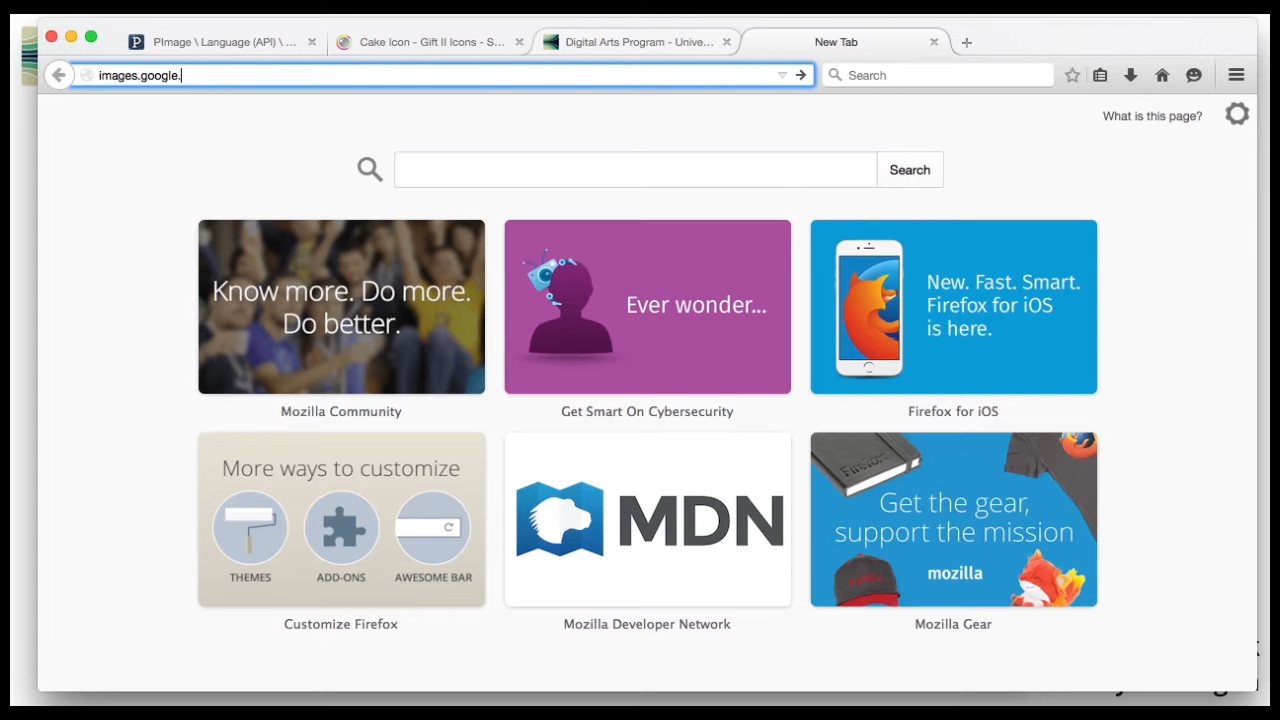 PImage \ Language (API) \ ...
Cake Icon - Gift II Icons - S...
Digital Arts Program - Unive...
New Tab
images.google.
Search
What is this page?
Search
Know more. Do more.
Do better.
Ever wonder...
New. Fast. Smart.
Firefox for iOS
is here.
Mozilla Community
Get Smart On Cybersecurity
Firefox for iOS
More ways to customize
THEMES
ADD-ONS
AWESOME BAR
MDN
Firefox
Get the gear,
support the mission
mozilla
Customize Firefox
Mozilla Developer Network
Mozilla Gear